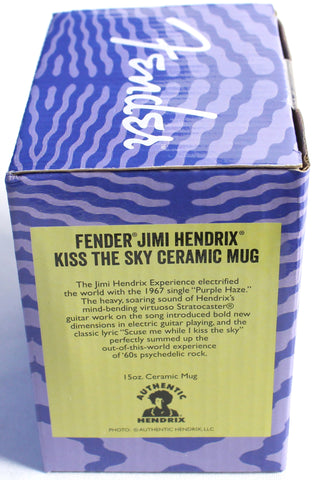 Fender
FENDER® JIMI HENDRIX®
KISS THE SKY CERAMIC MUG
The Jimi Hendrix Experience electrified
the world with the 1967 single "Purple Haze."
The heavy, soaring sound of Hendrix's
mind-bending virtuoso Stratocaster®
guitar work on the song introduced bold new
dimensions in electric guitar playing, and the
classic lyric "Scuse me while I kiss the sky"
perfectly summed up the
out-of-this-world experience
of '60s psychedelic rock.
15oz. Ceramic Mug
AUTHENTIC
HENDRIX
PHOTO: © AUTHENTIC HENDRIX, LLC